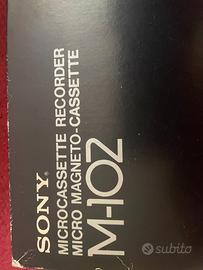 SONY
MICROCASSETTE RECORDER
MICRO MAGNETO-CASSETTE
M-102
subito